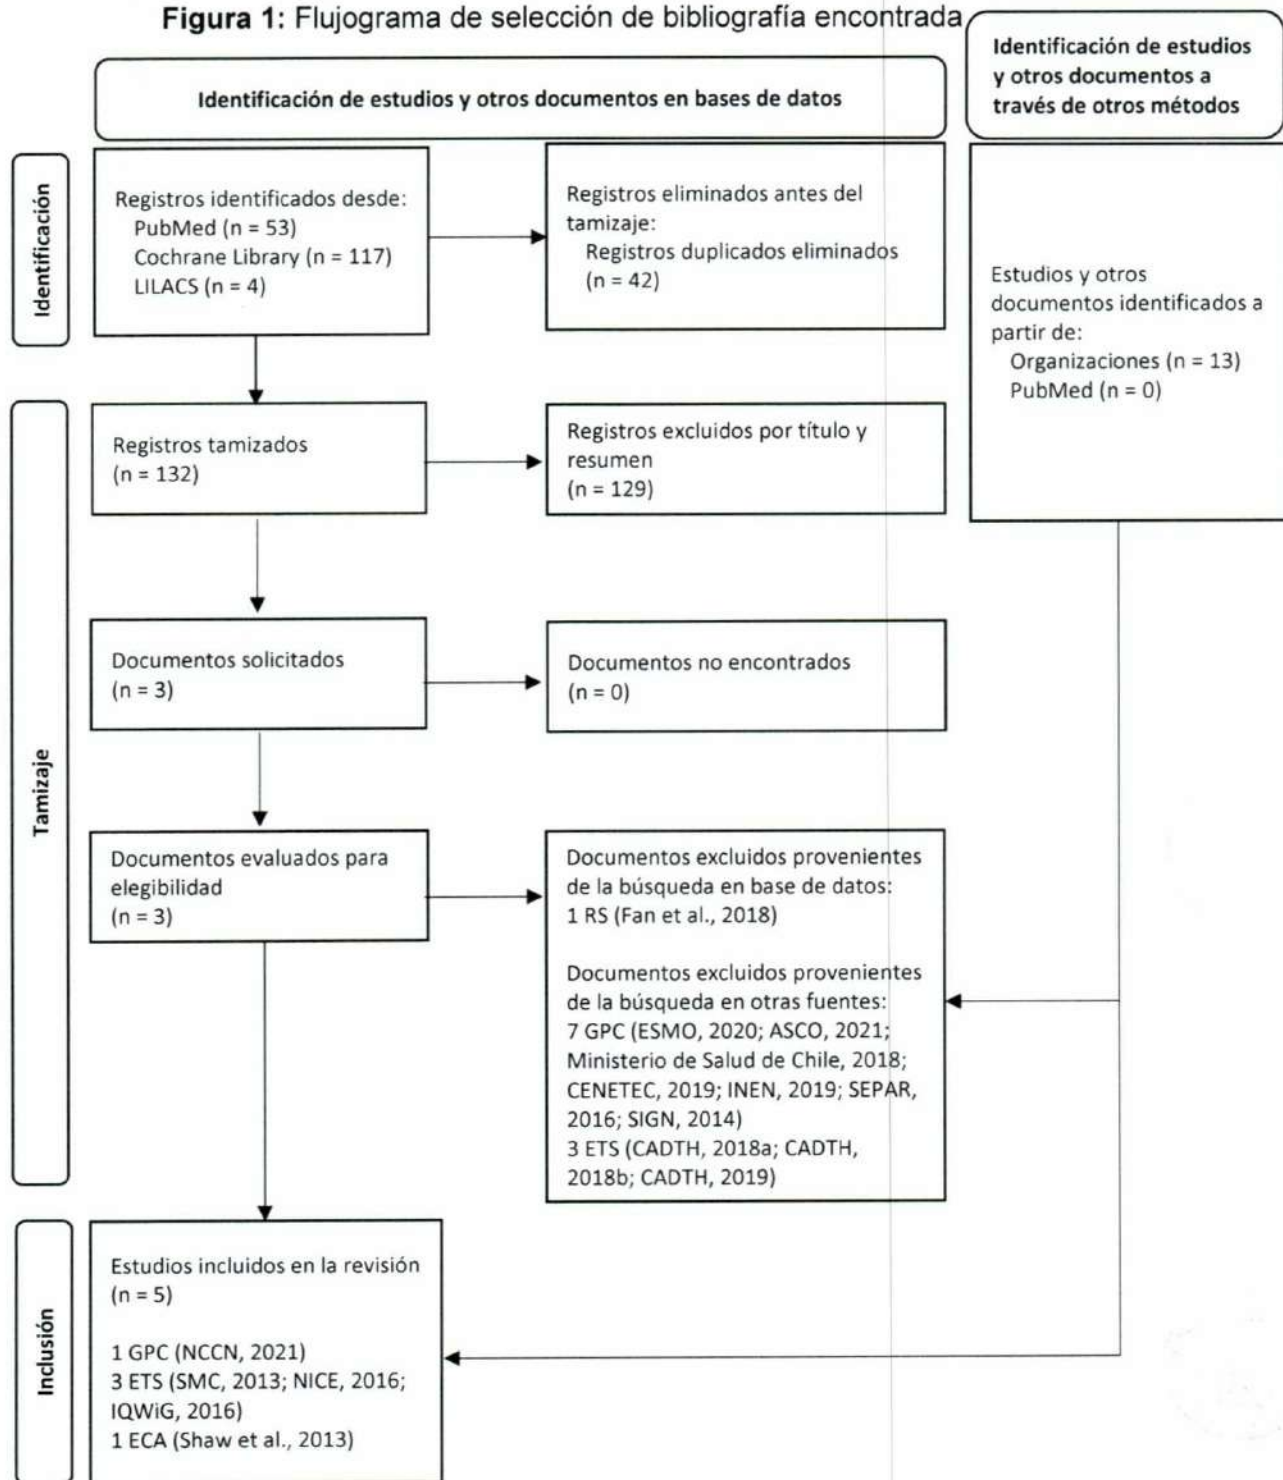 Figura 1: Flujograma de selección de bibliografía encontrada
Identificación de estudios y otros documentos en bases de datos
Identificación de estudios
y otros documentos a
través de otros métodos
Identificación
Registros identificados desde:
PubMed (n = 53)
Cochrane Library (n = 117)
LILACS (n = 4)
Registros eliminados antes del
tamizaje:
Registros duplicados eliminados
(n = 42)
Estudios y otros
documentos identificados a
partir de:
Organizaciones (n = 13)
PubMed (n = 0)
Tamizaje
Registros tamizados
(n = 132)
Registros excluidos por título y
resumen
(n = 129)
Documentos solicitados
(n = 3)
Documentos no encontrados
(n = 0)
Documentos evaluados para
elegibilidad
(n = 3)
Documentos excluidos provenientes
de la búsqueda en base de datos:
1 RS (Fan et al., 2018)
Documentos excluidos provenientes
de la búsqueda en otras fuentes:
7 GPC (ESMO, 2020; ASCO, 2021;
Ministerio de Salud de Chile, 2018;
CENETEC, 2019; INEN, 2019; SEPAR,
2016; SIGN, 2014)
3 ETS (CADTH, 2018a; CADTH,
2018b; CADTH, 2019)
Inclusión
Estudios incluidos en la revisión
(n = 5)
1 GPC (NCCN, 2021)
3 ETS (SMC, 2013; NICE, 2016;
IQWiG, 2016)
1 ECA (Shaw et al., 2013)